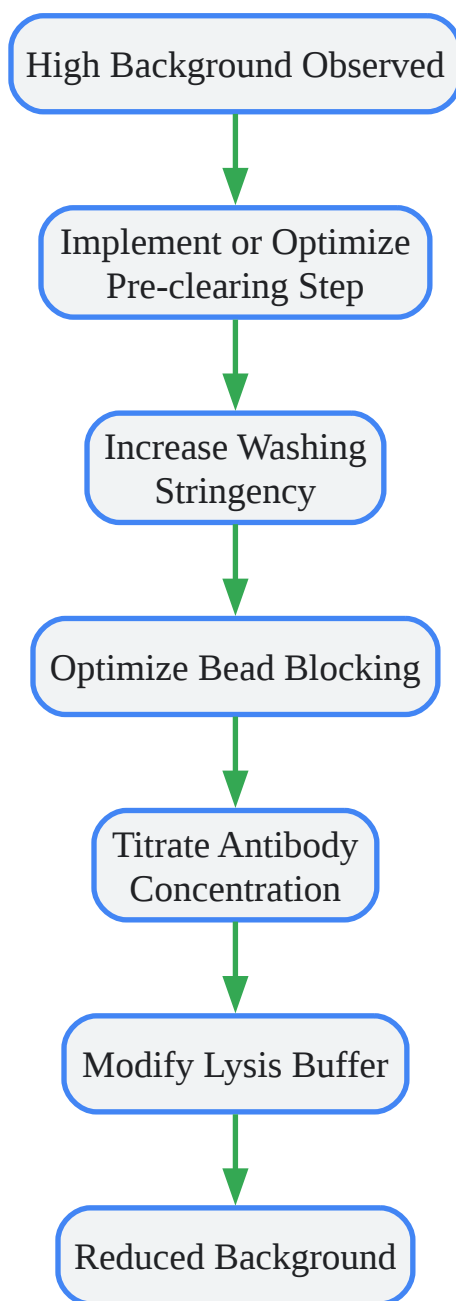 High Background Observed
Implement or Optimize
Pre-clearing Step
Increase Washing
Stringency
Optimize Bead Blocking
Titrate Antibody
Concentration
Modify Lysis Buffer
Reduced Background